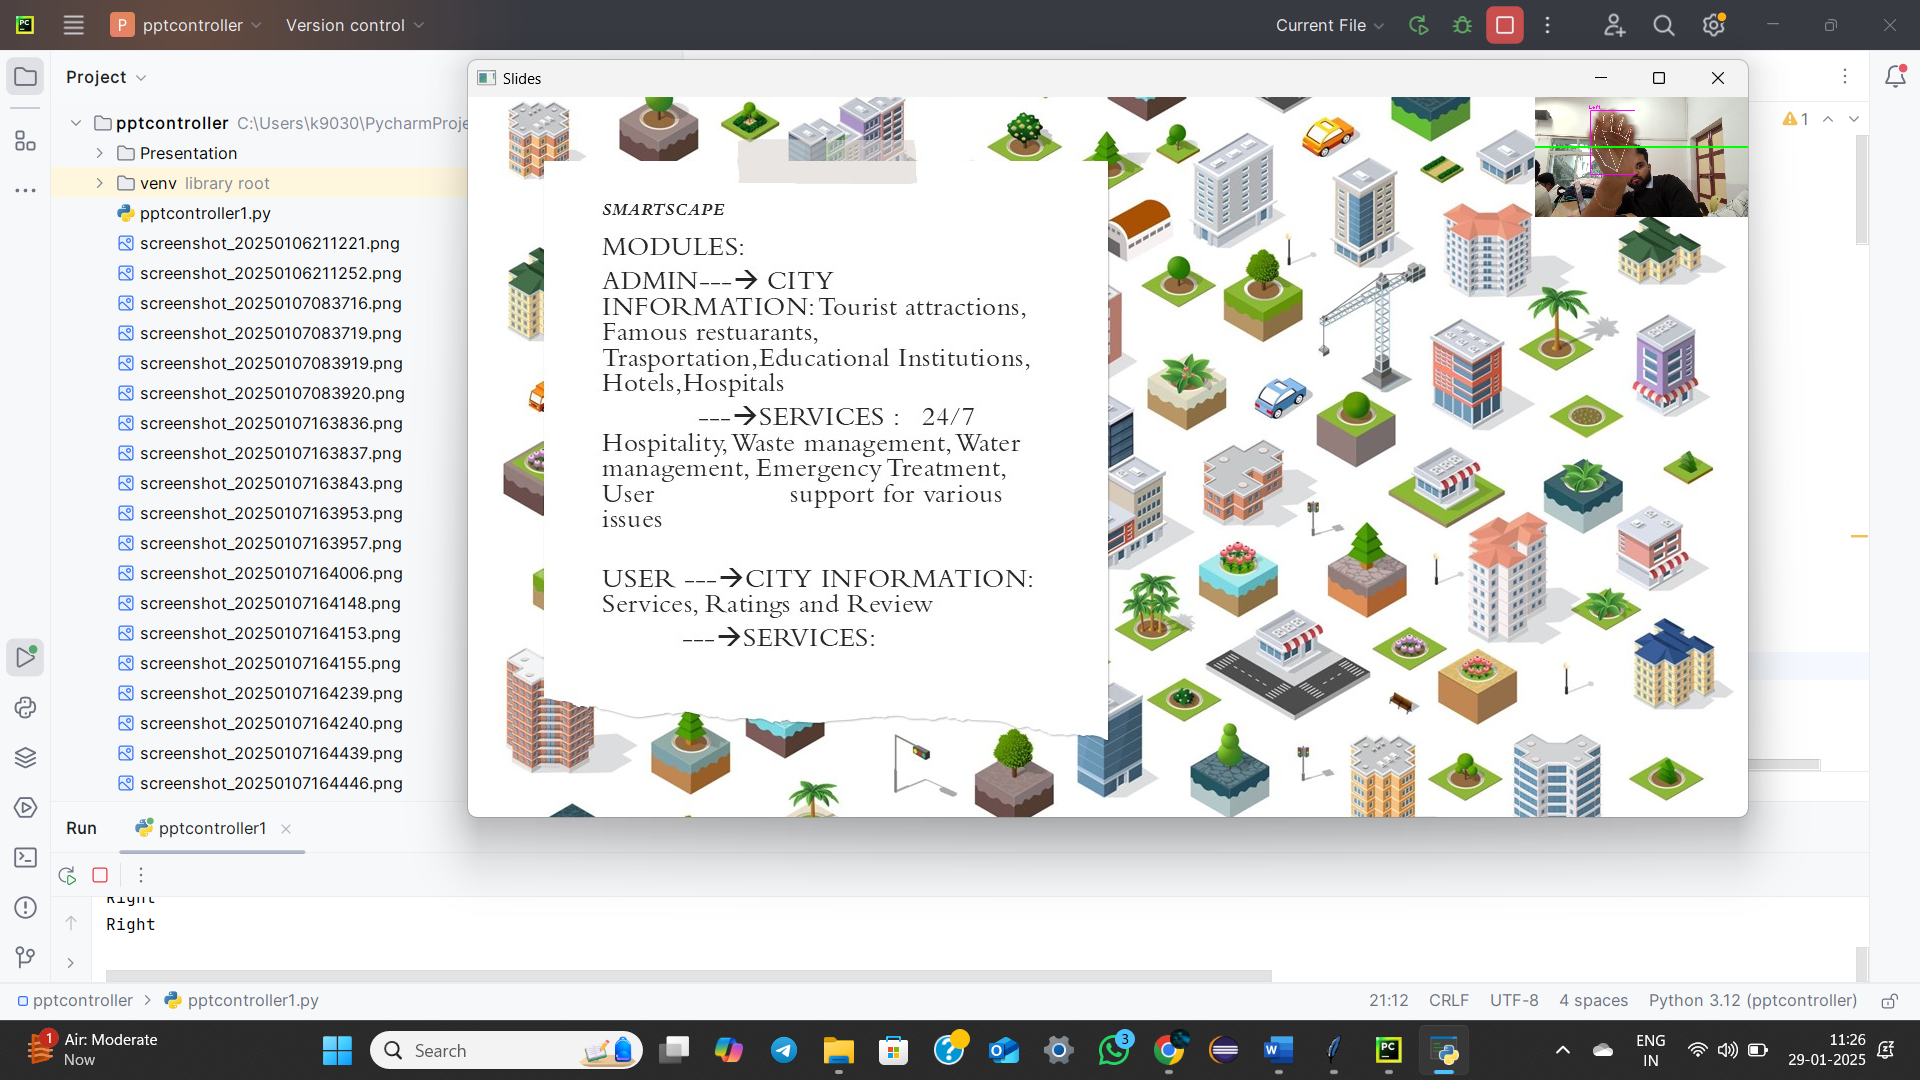 P pptcontroller Version control Current File
Project
pptcontroller C:\Users\k9030\PycharmProje
Presentation
venv library root
pptcontroller1.py
screenshot_20250106211221.png
screenshot_20250106211252.png
screenshot_20250107083716.png
screenshot_20250107083719.png
screenshot_20250107083919.png
screenshot_20250107083920.png
screenshot_20250107163836.png
screenshot_20250107163837.png
screenshot_20250107163843.png
screenshot_20250107163953.png
screenshot_20250107163957.png
screenshot_20250107164006.png
screenshot_20250107164148.png
screenshot_20250107164153.png
screenshot_20250107164155.png
screenshot_20250107164239.png
screenshot_20250107164240.png
screenshot_20250107164439.png
screenshot_20250107164446.png
Slides
Left
SMARTSCAPE
MODULES:
ADMIN---→ CITY
INFORMATION: Tourist attractions,
Famous restuarants,
Trasportation,Educational Institutions,
Hotels,Hospitals
---→SERVICES : 24/7
Hospitality, Waste management, Water
management, Emergency Treatment,
User support for various
issues
USER ---→CITY INFORMATION:
Services, Ratings and Review
---→SERVICES:
1
Run pptcontroller1
Right
Right
pptcontroller > pptcontroller1.py
21:12 CRLF UTF-8 4 spaces Python 3.12 (pptcontroller)
1 Air: Moderate
Now
Search
3
ENG
IN
11:26
29-01-2025